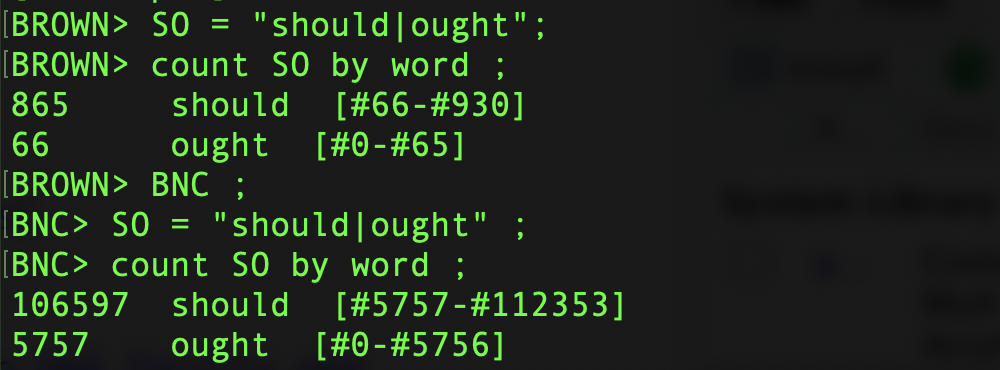 [BROWN> SO = "should|ought";
[BROWN> count SO by word ;
865     should  [#66-#930]
66      ought  [#0-#65]
[BROWN> BNC ;
[BNC> SO = "should|ought" ;
[BNC> count SO by word ;
106597  should  [#5757-#112353]
5757    ought  [#0-#5756]